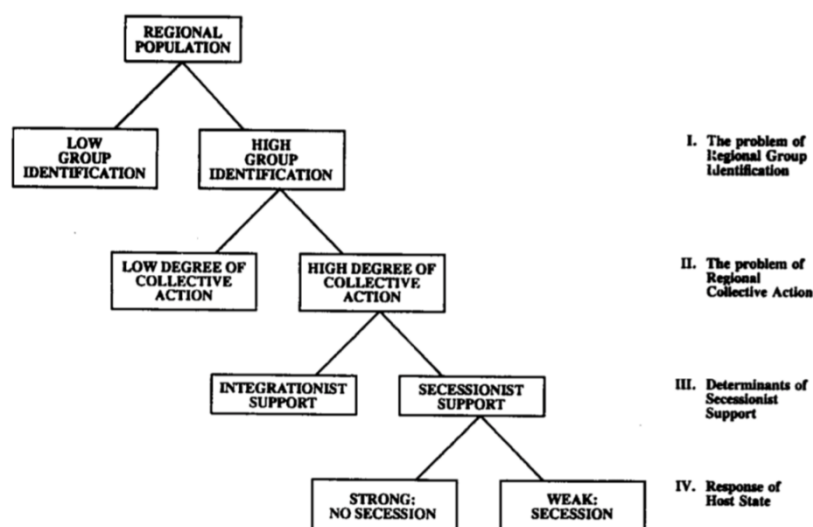 REGIONAL
POPULATION
LOW
GROUP
IDENTIFICATION
HIGH
GROUP
IDENTIFICATION
I. The problem of
Regional Group
Identification
LOW DEGREE OF
COLLECTIVE
ACTION
HIGH DEGREE OF
COLLECTIVE
ACTION
II. The problem of
Regional
Collective Action
INTEGRATIONIST
SUPPORT
SECESSIONIST
SUPPORT
III. Determinants of
Secessionist
Support
STRONG:
NO SECESSION
WEAK:
SECESSION
IV. Response of
Host State